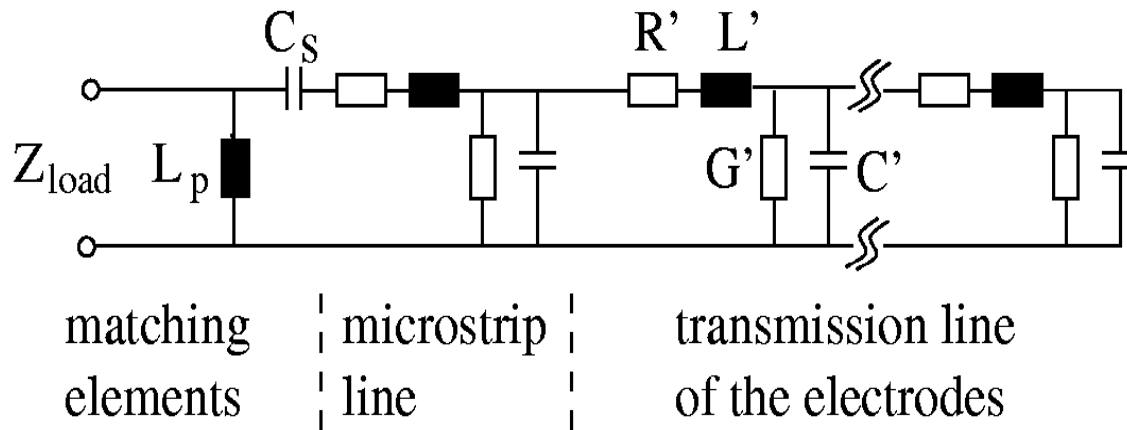 C_S
R’ L’
Z_load L_p G’ C’
matching microstrip transmission line
elements line of the electrodes